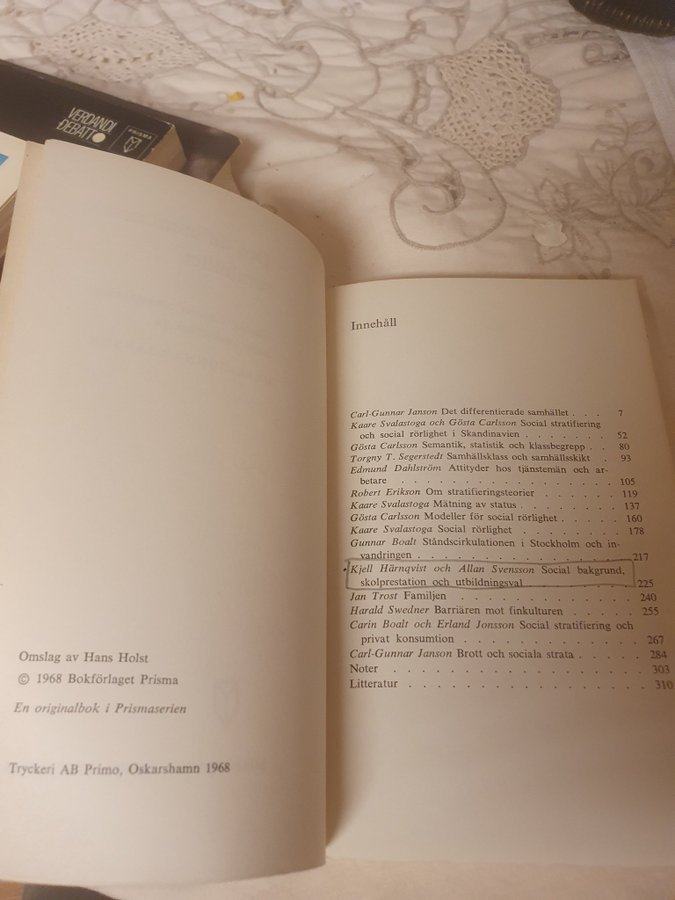 VERDANDI
DEBATT
PRISMA
Omslag av Hans Holst
© 1968 Bokförlaget Prisma
En originalbok i Prismaserien
Tryckeri AB Primo, Oskarshamn 1968
Innehåll
Carl-Gunnar Janson Det differentierade samhället . . . 7
Kaare Svalastoga och Gösta Carlsson Social stratifiering
och social rörlighet i Skandinavien . . . . . . . 52
Gösta Carlsson Semantik, statistik och klassbegrepp . . 80
Torgny T. Segerstedt Samhällsklass och samhällsskikt . 93
Edmund Dahlström Attityder hos tjänstemän och ar-
betare . . . . . . . . . . . . . . . . 105
Robert Erikson Om stratifieringsteorier . . . . . . 119
Kaare Svalastoga Mätning av status . . . . . . . . 137
Gösta Carlsson Modeller för social rörlighet . . . . . 160
Kaare Svalastoga Social rörlighet . . . . . . . . 178
Gunnar Boalt Ståndscirkulationen i Stockholm och in-
vandringen . . . . . . . . . . . . . . 217
Kjell Härnqvist och Allan Svensson Social bakgrund,
skolprestation och utbildningsval . . . . . . . 225
Jan Trost Familjen . . . . . . . . . . . . 240
Harald Swedner Barriären mot finkulturen . . . . . 255
Carin Boalt och Erland Jonsson Social stratifiering och
privat konsumtion . . . . . . . . . . . 267
Carl-Gunnar Janson Brott och sociala strata . . . . . 284
Noter . . . . . . . . . . . . . . . . 303
Litteratur . . . . . . . . . . . . . . . 310